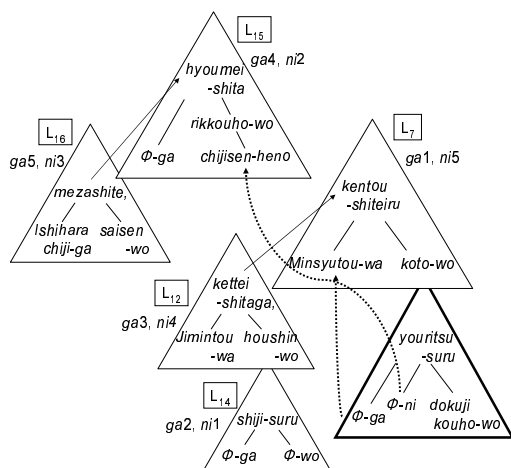 L15
ga4, ni2
hyoumei
-shita
rikkouho-wo
Φ-ga
chijisen-heno
L16
ga5, ni3
mezashite,
Ishihara
chiji-ga
saisen
-wo
L7
ga1, ni5
kentou
-shiteiru
Minsyutou-wa
koto-wo
L12
ga3, ni4
kettei
-shitaga,
Jimintou
-wa
houshin
-wo
L14
ga2, ni1
shiji-suru
Φ-ga
Φ-wo
youritsu
-suru
Φ-ga
Φ-ni
dokuji
kouho-wo